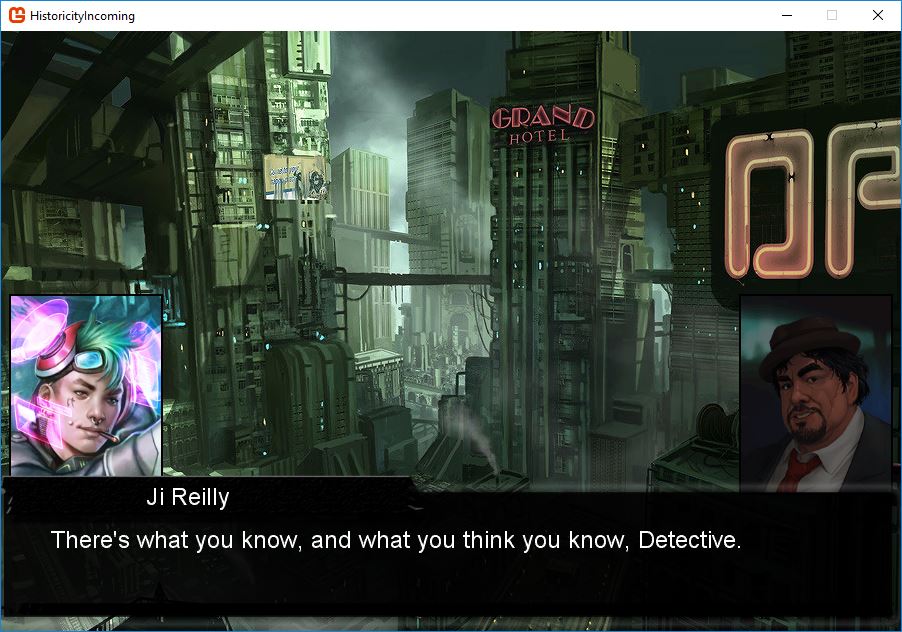 HistoricityIncoming
GRAND
HOTEL
Ji Reilly
There's what you know, and what you think you know, Detective.